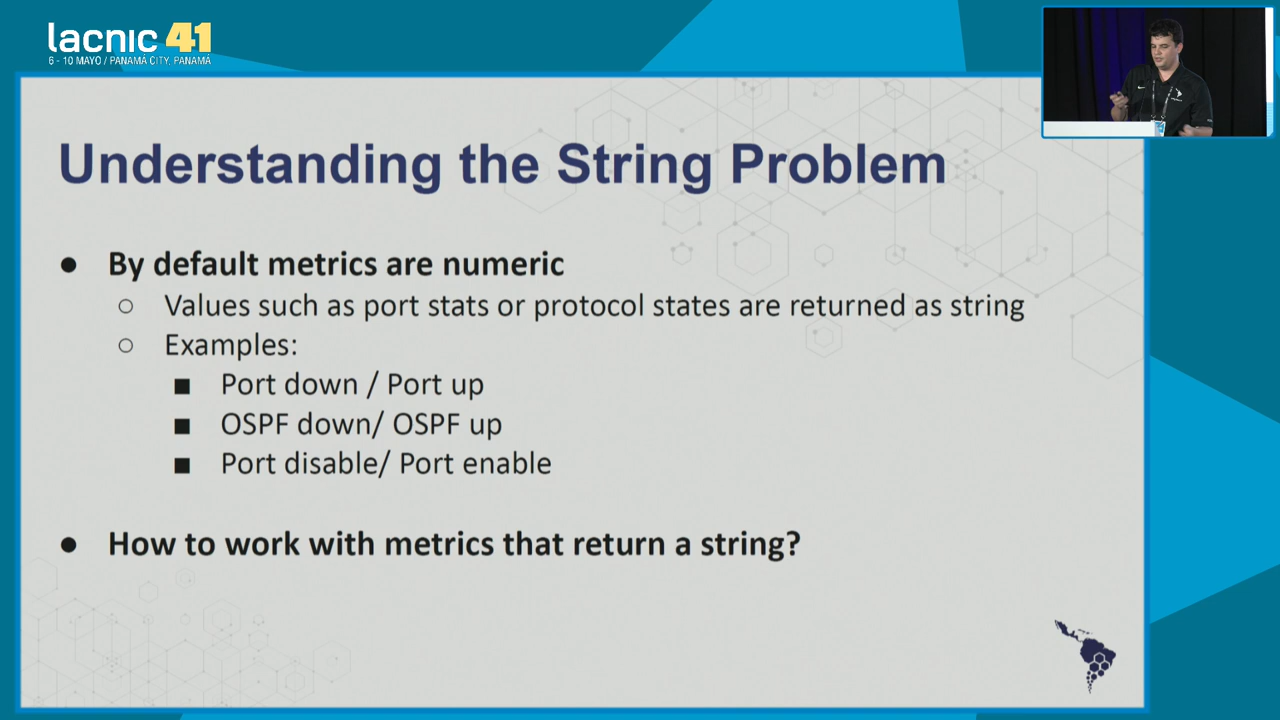 lacnic 41
6 - 10 MAYO / PANAMÁ CITY, PANAMÁ
Understanding the String Problem
● By default metrics are numeric
○ Values such as port stats or protocol states are returned as string
○ Examples:
■ Port down / Port up
■ OSPF down/ OSPF up
■ Port disable/ Port enable
● How to work with metrics that return a string?